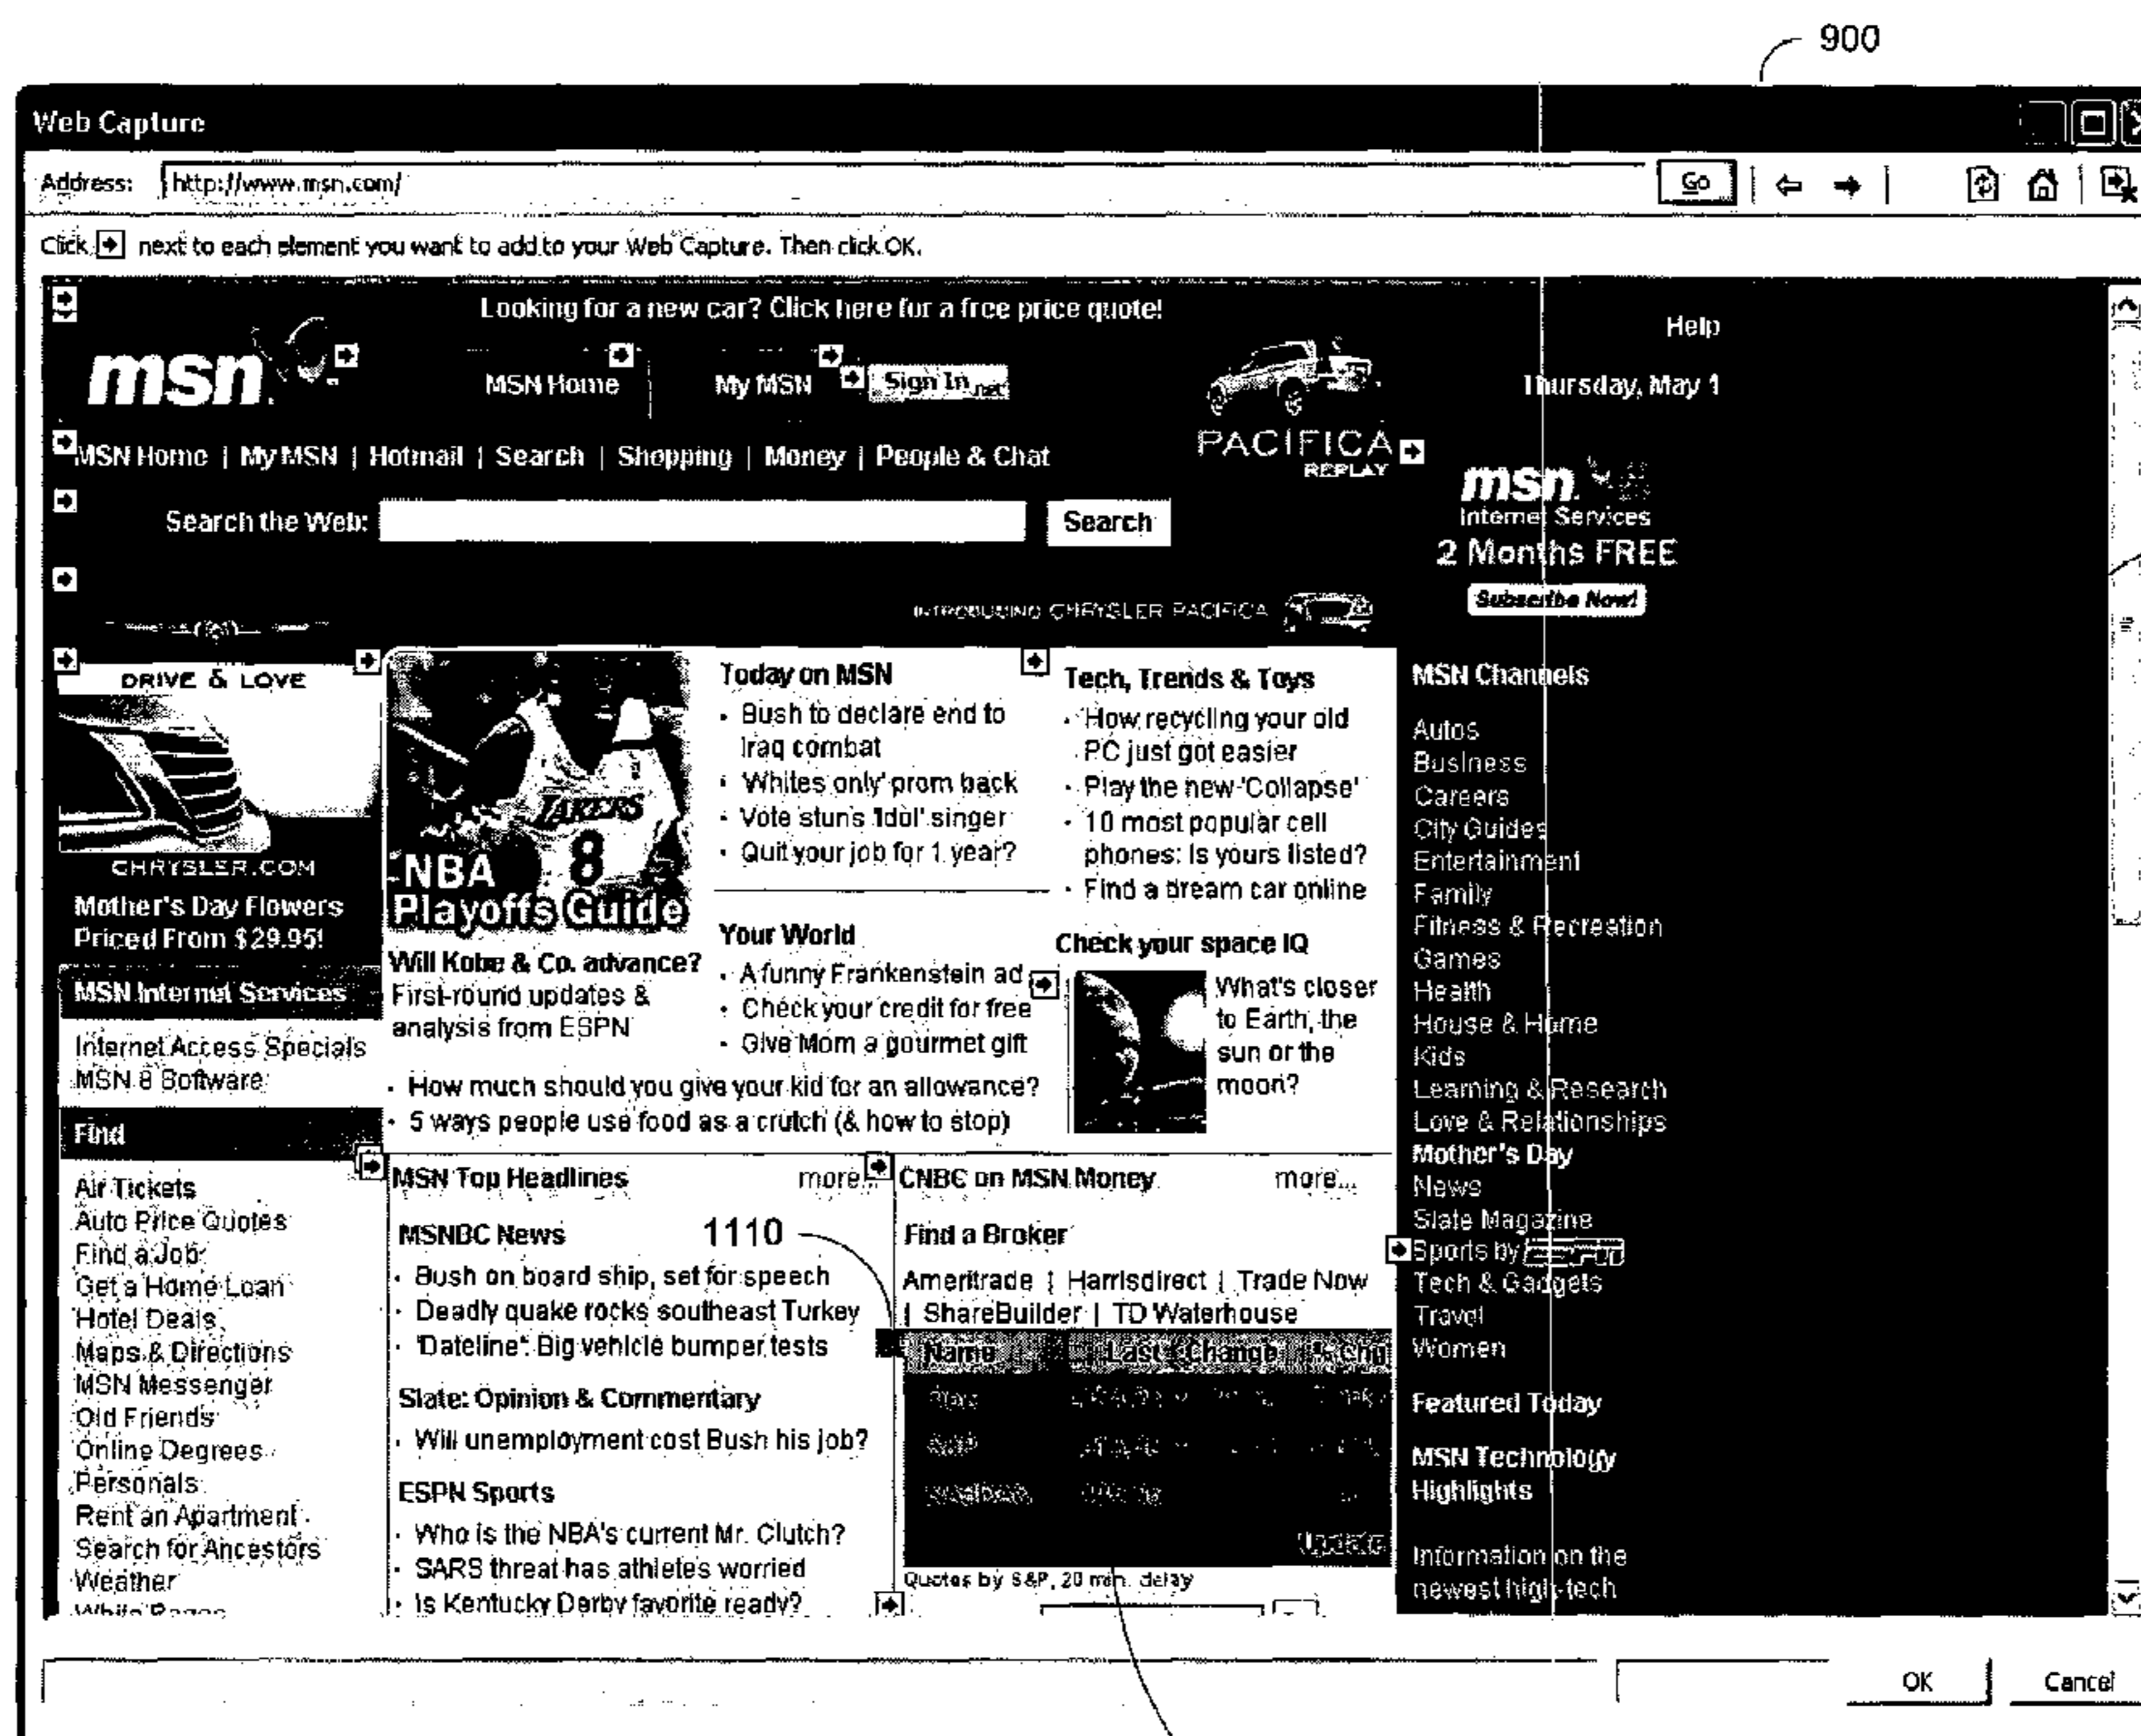 900
Web Capture
Address: http://www.msn.com/ Go
Click next to each element you want to add to your Web Capture. Then click OK.
Looking for a new car? Click here for a free price quote!
Help
msn.
MSN Home
My MSN
Sign In .net
Thursday, May 1
MSN Home | My MSN | Hotmail | Search | Shopping | Money | People & Chat
PACIFICA
REPLAY
Search the Web: Search
msn.
Internet Services
2 Months FREE
Subscribe Now!
INTRODUCING CHRYSLER PACIFICA
DRIVE & LOVE
CHRYSLER.COM
Mother's Day Flowers
Priced From $29.95!
MSN Internet Services
Internet Access Specials
MSN 8 Software
Find
Air Tickets
Auto Price Quotes
Find a Job
Get a Home Loan
Hotel Deals
Maps & Directions
MSN Messenger
Old Friends
Online Degrees
Personals
Rent an Apartment
Search for Ancestors
Weather
White Pages
LAKERS
8
NBA
Playoffs Guide
Will Kobe & Co. advance?
First-round updates &
analysis from ESPN
Today on MSN
· Bush to declare end to
Iraq combat
· 'Whites only' prom back
· Vote stuns 'Idol' singer
· Quit your job for 1 year?
Your World
· A funny Frankenstein ad
· Check your credit for free
· Give Mom a gourmet gift
· How much should you give your kid for an allowance?
· 5 ways people use food as a crutch (& how to stop)
Tech, Trends & Toys
· How recycling your old
PC just got easier
· Play the new 'Collapse'
· 10 most popular cell
phones: Is yours listed?
· Find a dream car online
Check your space IQ
What's closer
to Earth, the
sun or the
moon?
MSN Top Headlines more...
MSNBC News
1110
· Bush on board ship, set for speech
· Deadly quake rocks southeast Turkey
· 'Dateline': Big vehicle bumper tests
Slate: Opinion & Commentary
· Will unemployment cost Bush his job?
ESPN Sports
· Who is the NBA's current Mr. Clutch?
· SARS threat has athletes worried
· Is Kentucky Derby favorite ready?
CNBC on MSN Money more...
Find a Broker
Ameritrade | Harrisdirect | Trade Now
| ShareBuilder | TD Waterhouse
Name Last Change % Chg
Update
Quotes by S&P, 20 min. delay
MSN Channels
Autos
Business
Careers
City Guides
Entertainment
Family
Fitness & Recreation
Games
Health
House & Home
Kids
Learning & Research
Love & Relationships
Mother's Day
News
Slate Magazine
Sports by
Tech & Gadgets
Travel
Women
Featured Today
MSN Technology
Highlights
Information on the
newest high-tech
OK
Cancel